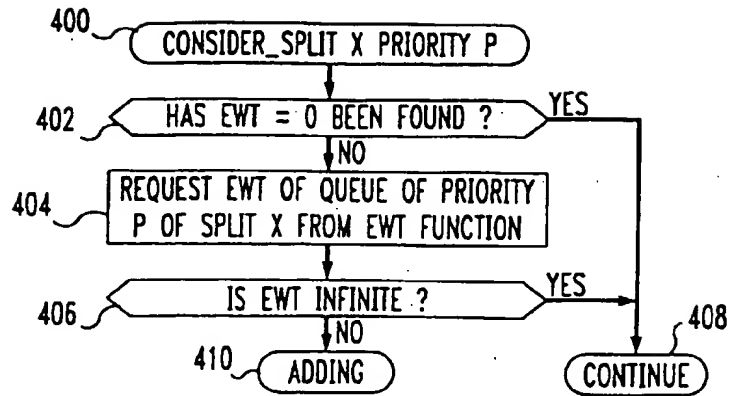 400
CONSIDER_SPLIT X PRIORITY P
402
HAS EWT = 0 BEEN FOUND ?
YES
NO
404
REQUEST EWT OF QUEUE OF PRIORITY
P OF SPLIT X FROM EWT FUNCTION
406
IS EWT INFINITE ?
YES
NO
408
410
ADDING
CONTINUE